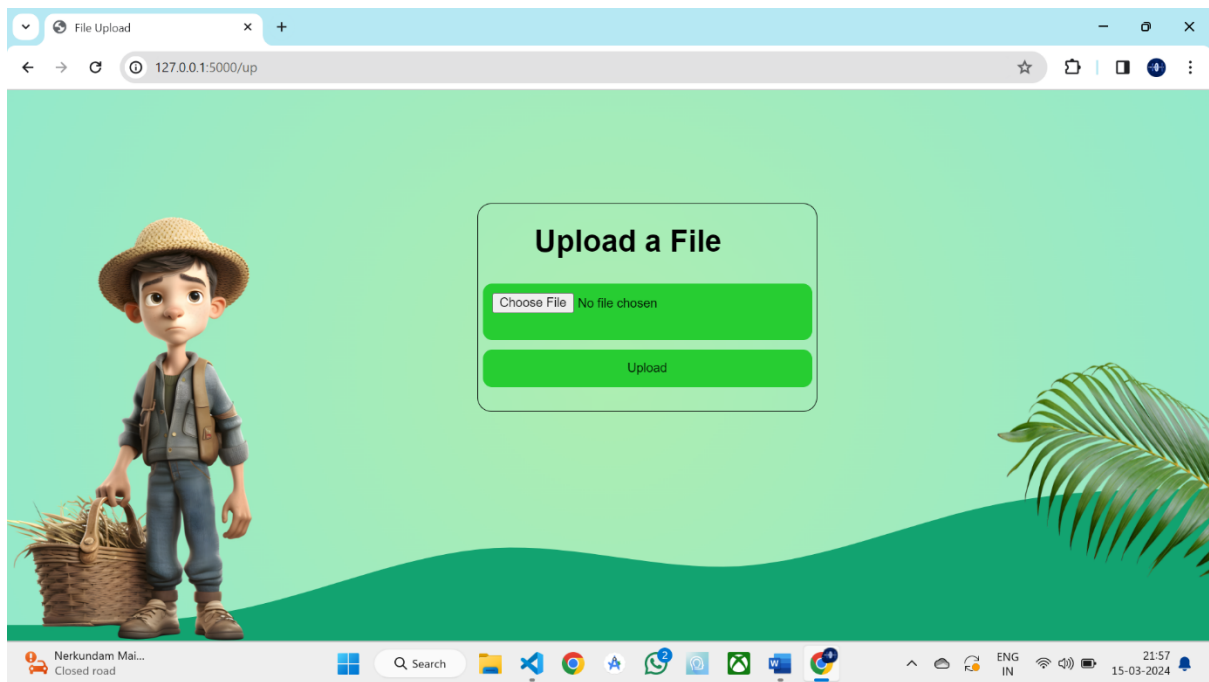 File Upload
127.0.0.1:5000/up
Upload a File
Choose File No file chosen
Upload
Nerkundam Mai...
Closed road
Search
2
ENG
IN
21:57
15-03-2024